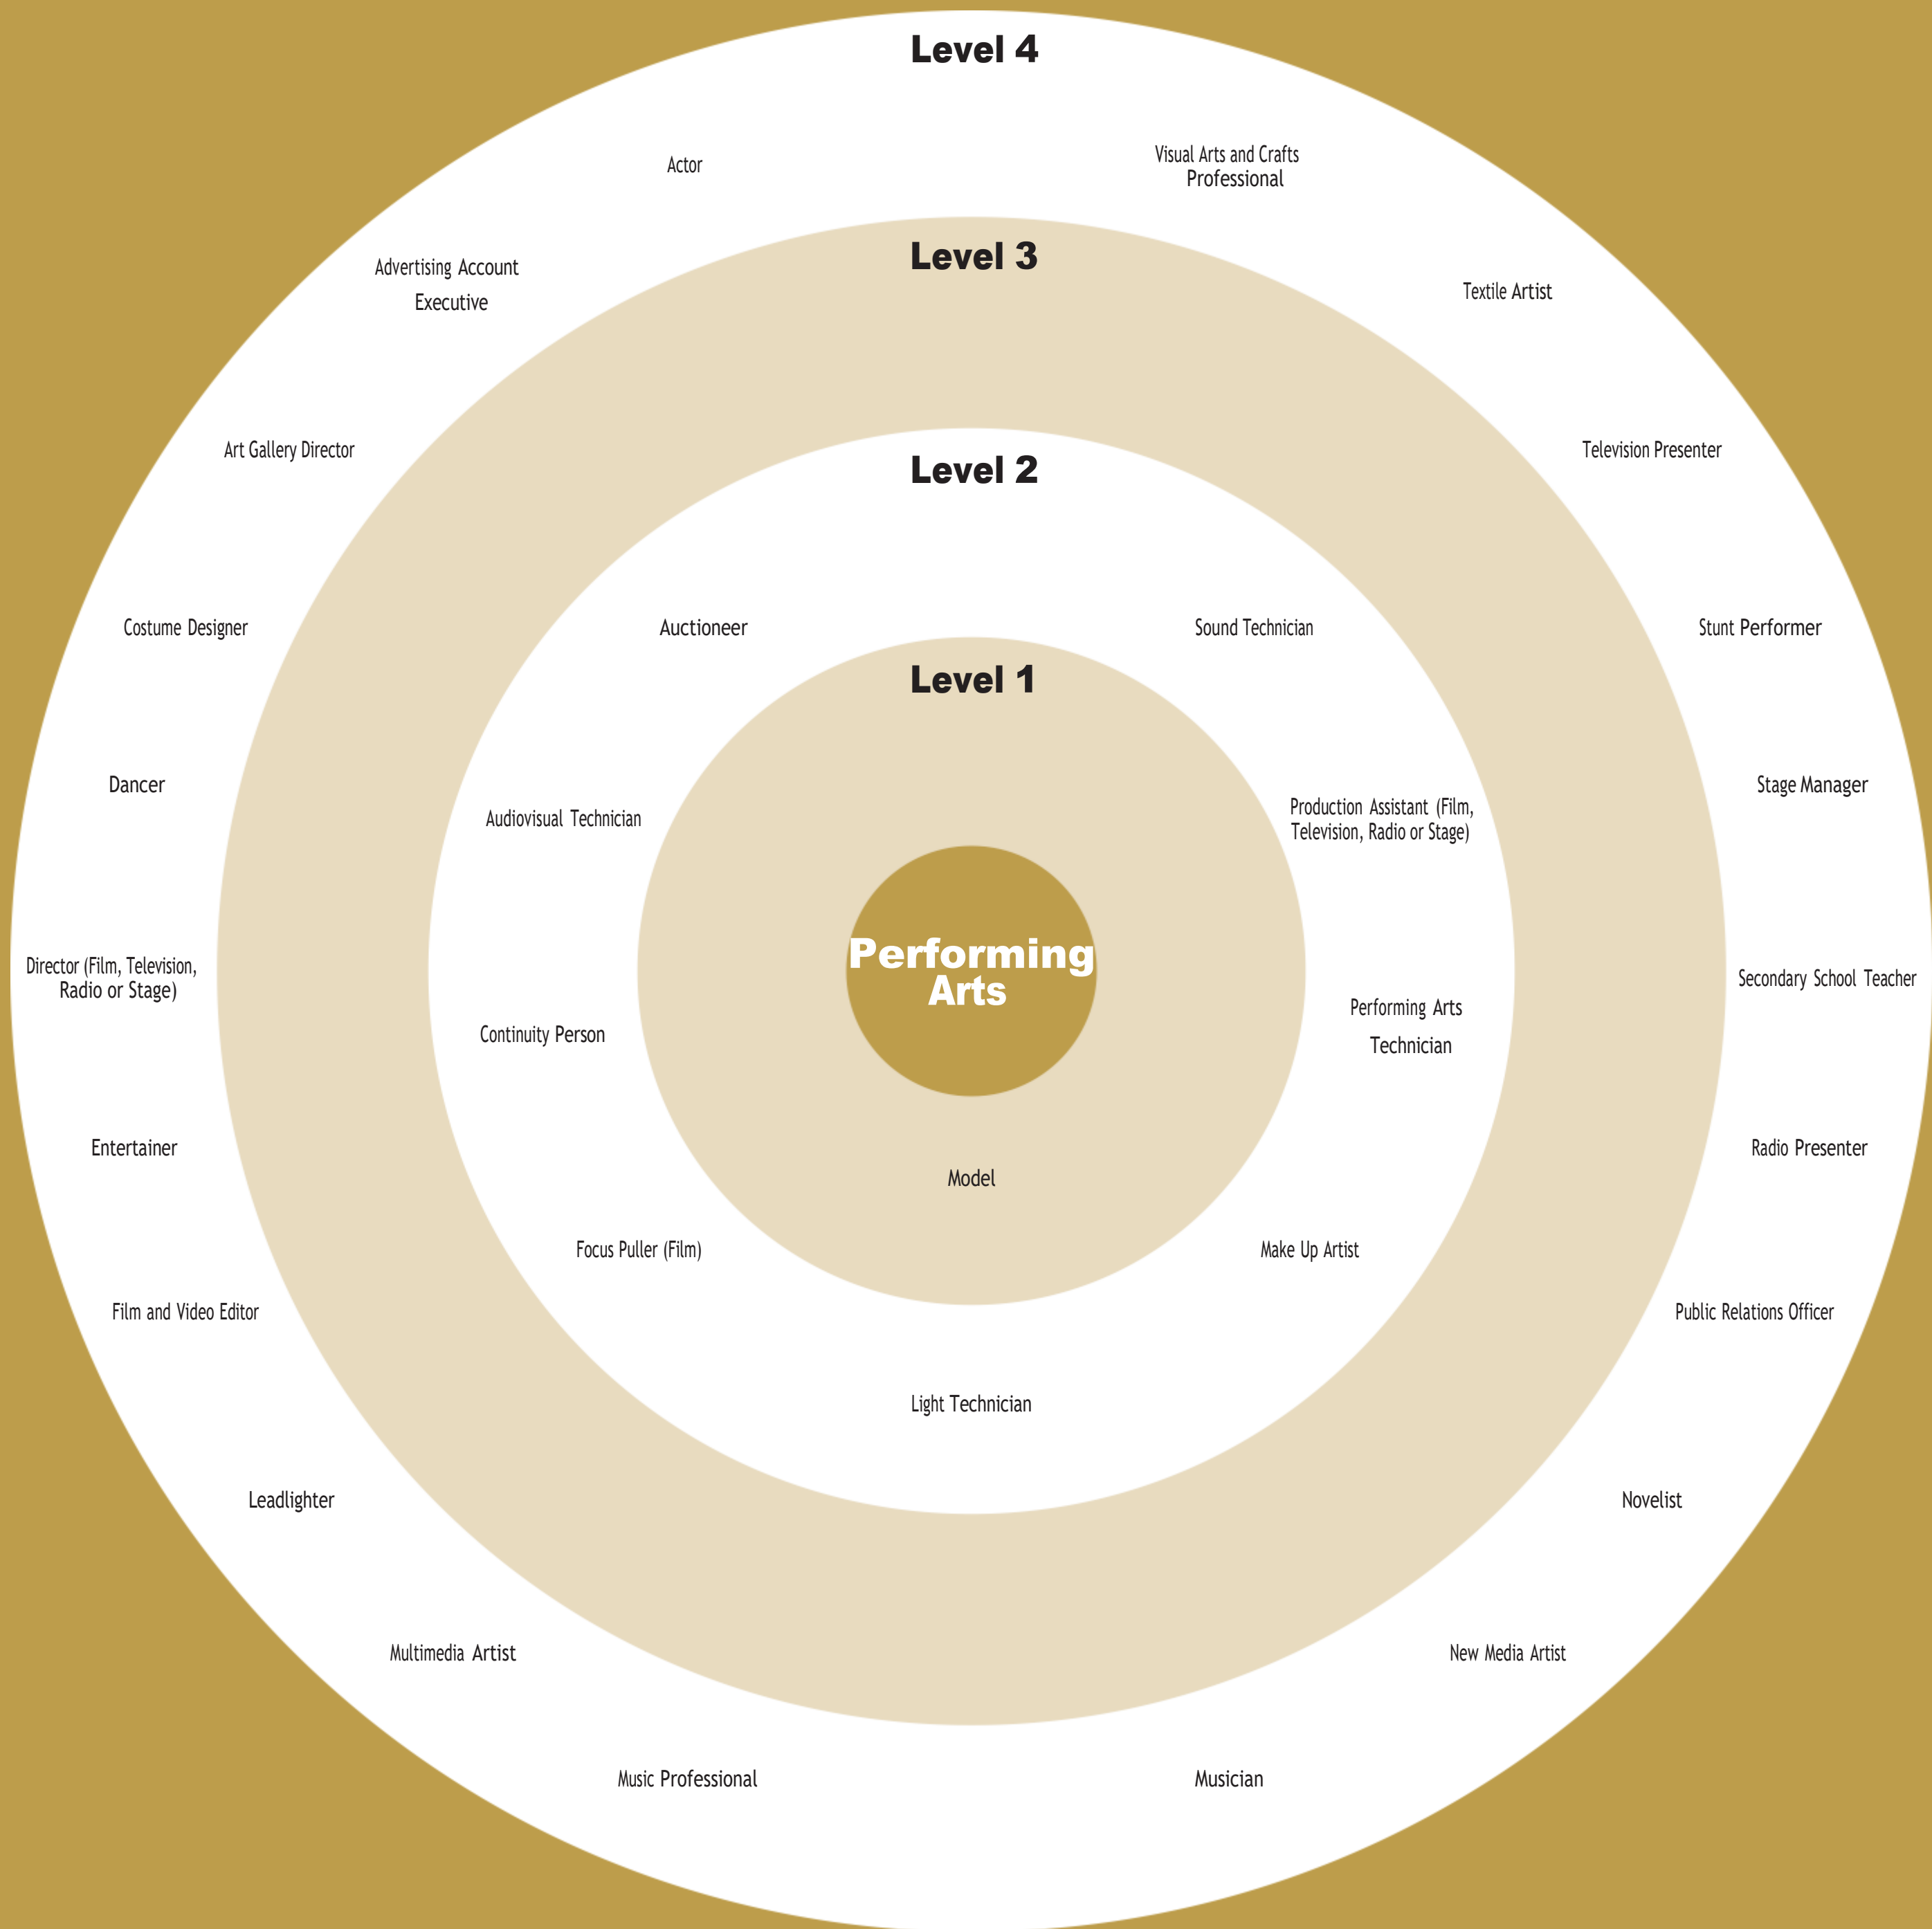 Level 4
Actor
Visual Arts and Crafts
Professional
Level 3
Advertising Account
Executive
Textile Artist
Art Gallery Director
Level 2
Television Presenter
Costume Designer
Auctioneer
Sound Technician
Stunt Performer
Level 1
Dancer
Stage Manager
Audiovisual Technician
Production Assistant (Film,
Television, Radio or Stage)
Performing
Arts
Director (Film, Television,
Radio or Stage)
Secondary School Teacher
Continuity Person
Performing Arts
Technician
Entertainer
Model
Radio Presenter
Focus Puller (Film)
Make Up Artist
Film and Video Editor
Public Relations Officer
Light Technician
Leadlighter
Novelist
Multimedia Artist
New Media Artist
Music Professional
Musician